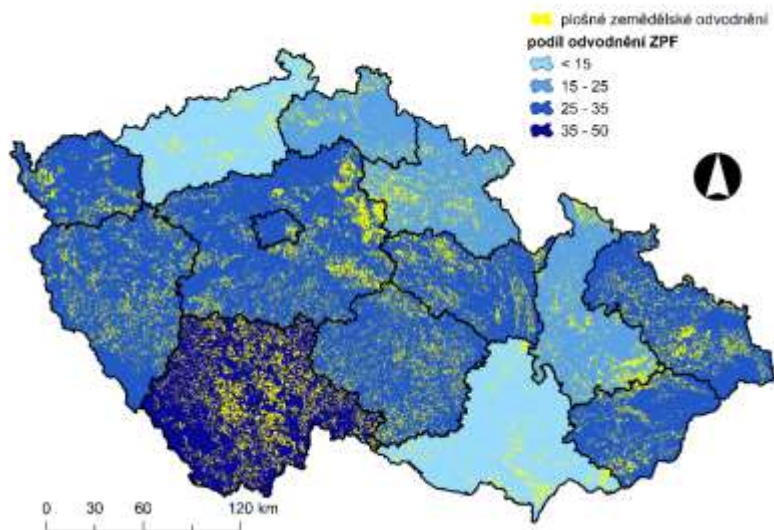 plošné zemědělské odvodnění
podíl odvodnění ZPF
< 15
15 - 25
25 - 35
35 - 50
0 30 60 120 km